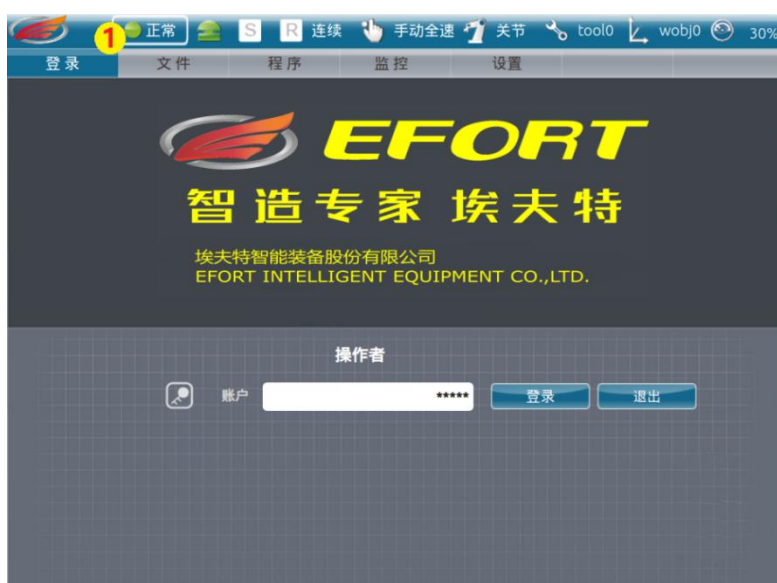 1 正常 S R 连续 手动全速 关节 tool0 wobj0 30%
登录 文件 程序 监控 设置
EFORT
智造专家 埃夫特
埃夫特智能装备股份有限公司
EFORT INTELLIGENT EQUIPMENT CO.,LTD.
操作者
账户 ***** 登录 退出